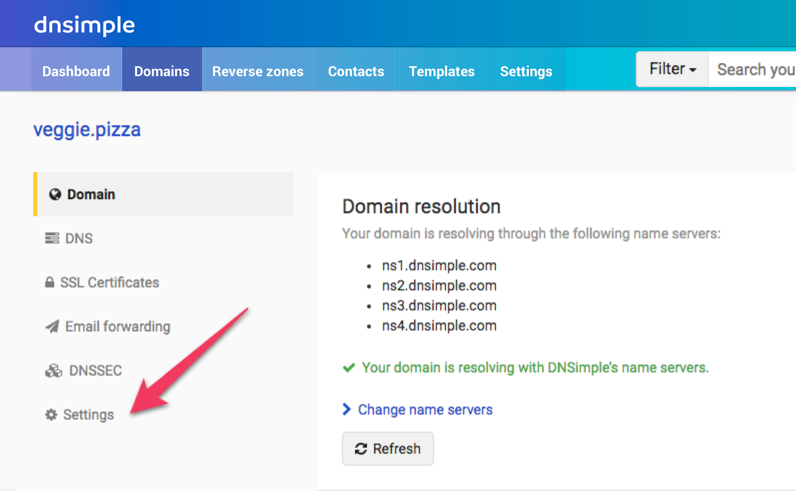 dnsimple
Dashboard Domains Reverse zones Contacts Templates Settings Filter Search you
veggie.pizza
Domain
DNS
SSL Certificates
Email forwarding
DNSSEC
Settings
Domain resolution
Your domain is resolving through the following name servers:
• ns1.dnsimple.com
• ns2.dnsimple.com
• ns3.dnsimple.com
• ns4.dnsimple.com
Your domain is resolving with DNSimple's name servers.
Change name servers
Refresh